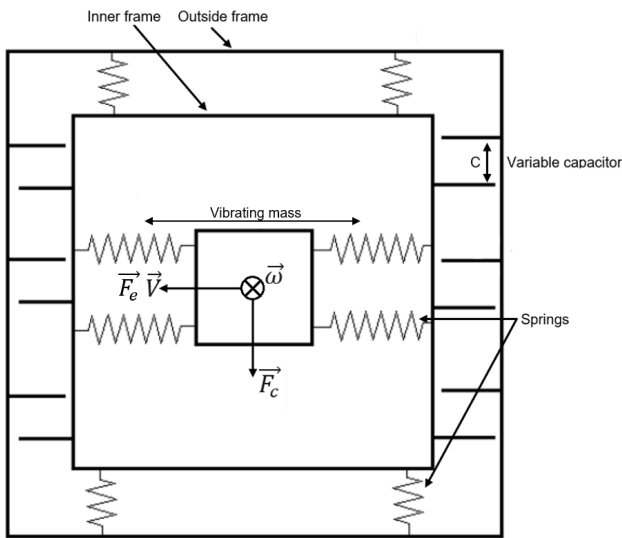 Inner frame
Outside frame
C
Variable capacitor
Vibrating mass
ω⃗
F⃗ₑ V⃗
Springs
F⃗c